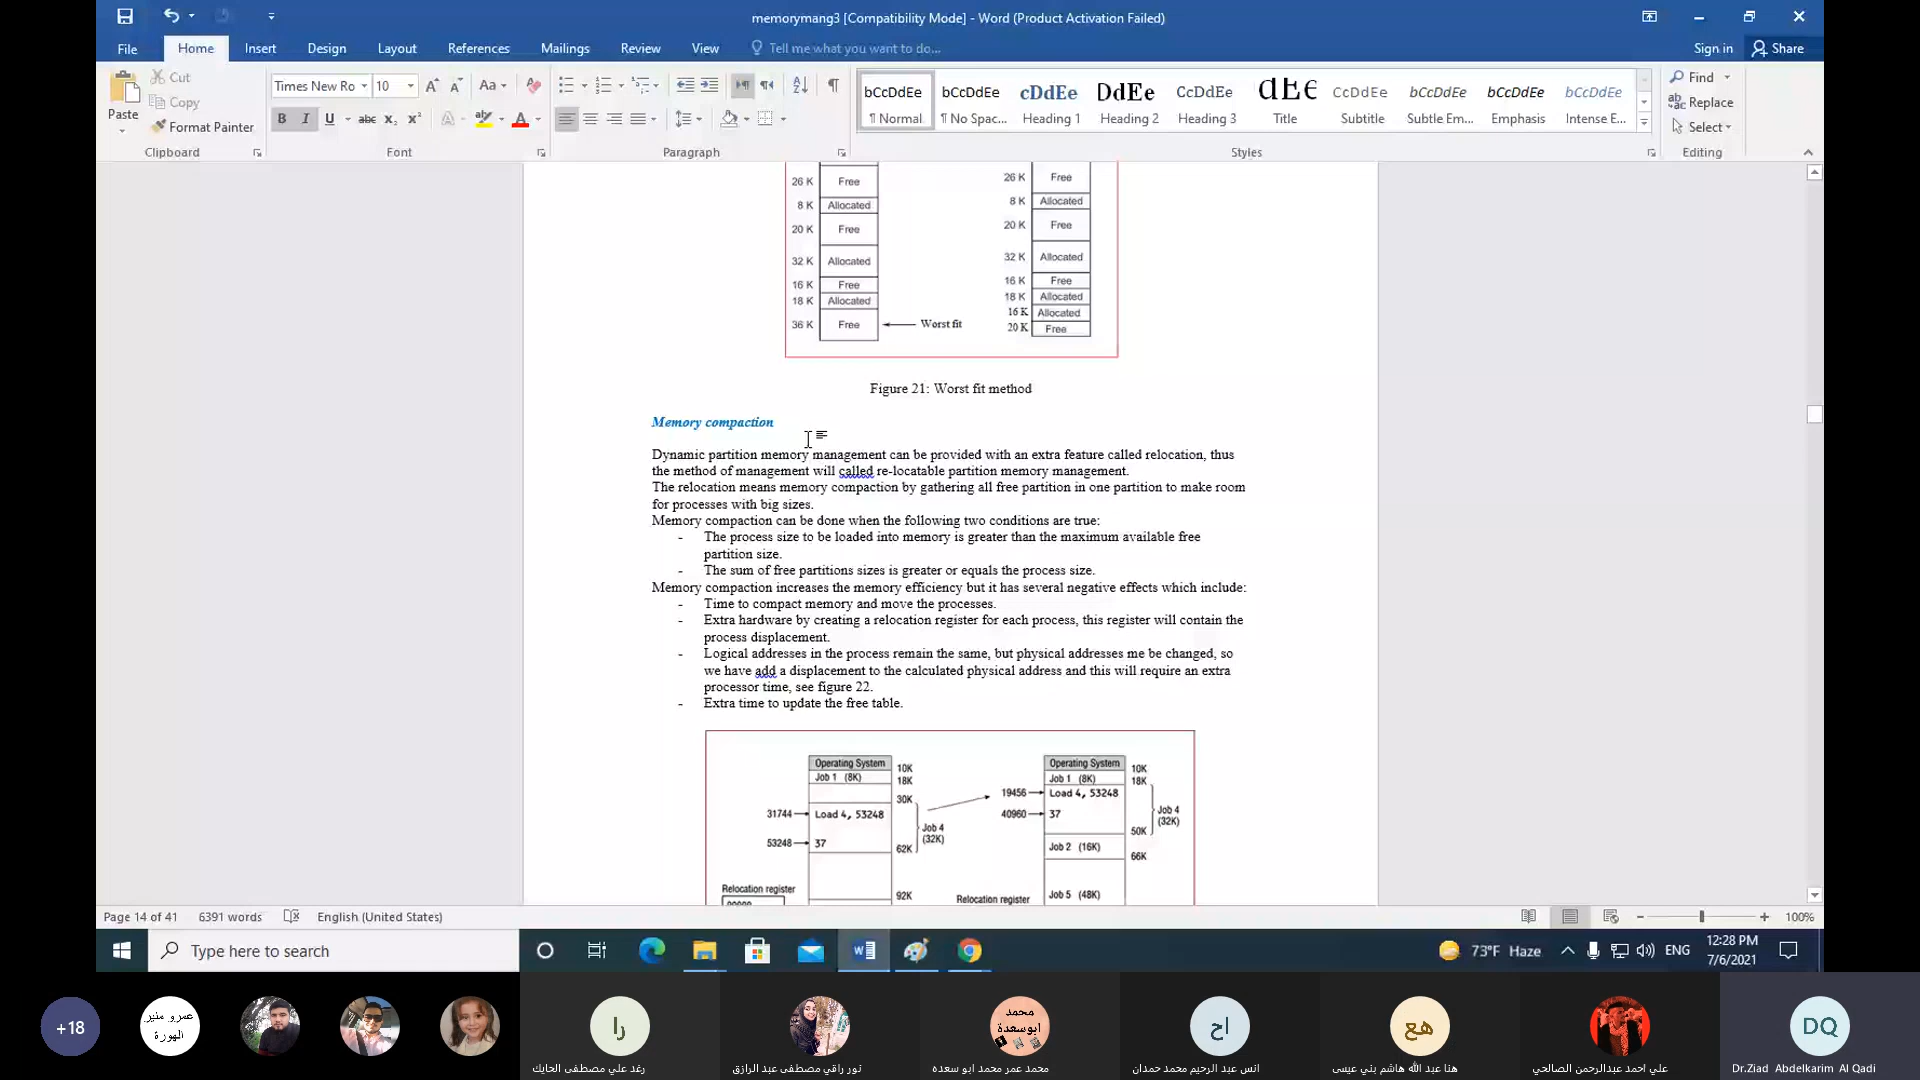 memorymang3 [Compatibility Mode] - Word (Product Activation Failed)
File Home Insert Design Layout References Mailings Review View Tell me what you want to do... Sign in Share
Paste
Cut
Copy
Format Painter
Clipboard
Times New Ro 10
Font
Paragraph
bCcDdEe bCcDdEe cDdEe DdEe CcDdEe dEe CcDdEe bCcDdEe bCcDdEe bCcDdEe
¶ Normal ¶ No Spac... Heading 1 Heading 2 Heading 3 Title Subtitle Subtle Em... Emphasis Intense E...
Styles
Find
Replace
Select
Editing
26 K Free
8 K Allocated
20 K Free
32 K Allocated
16 K Free
18 K Allocated
36 K Free
Worst fit
26 K Free
8 K Allocated
20 K Free
32 K Allocated
16 K Free
18 K Allocated
16 K Allocated
20 K Free
Figure 21: Worst fit method
Memory compaction
Dynamic partition memory management can be provided with an extra feature called relocation, thus
the method of management will called re-locatable partition memory management.
The relocation means memory compaction by gathering all free partition in one partition to make room
for processes with big sizes.
Memory compaction can be done when the following two conditions are true:
- The process size to be loaded into memory is greater than the maximum available free
partition size.
- The sum of free partitions sizes is greater or equals the process size.
Memory compaction increases the memory efficiency but it has several negative effects which include:
- Time to compact memory and move the processes.
- Extra hardware by creating a relocation register for each process, this register will contain the
process displacement.
- Logical addresses in the process remain the same, but physical addresses me be changed, so
we have add a displacement to the calculated physical address and this will require an extra
processor time, see figure 22.
- Extra time to update the free table.
Operating System
10K
Job 1 (8K)
18K
30K
31744
Load 4, 53248
Job 4
(32K)
53248
37
62K
92K
Relocation register
Operating System
10K
Job 1 (8K)
18K
19456
Load 4, 53248
40960
37
Job 4
(32K)
50K
Job 2 (16K)
66K
Job 5 (48K)
Relocation register
Page 14 of 41 6391 words English (United States) 100%
Type here to search
73°F Haze ENG
12:28 PM
7/6/2021
+18
عمرو منير
الهورة
را
رغد علي مصطفى الحايك
نور راقي مصطفى عبد الرازق
محمد
ابوسعدة
محمد عمر محمد ابو سعده
اح
انس عبد الرحيم محمد حمدان
هع
هنا عبد الله هاشم بني عيسى
علي احمد عبدالرحمن الصالحي
DQ
Dr.Ziad Abdelkarim Al Qadi